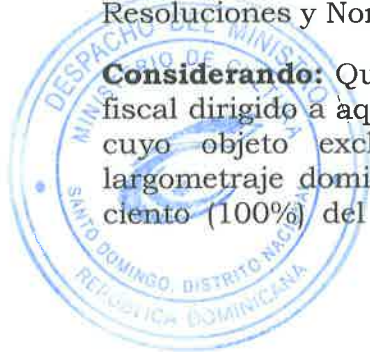 Resoluciones y Nor
Considerando: Qu
fiscal dirigido a aq
cuyo objeto excl
largometraje domi
ciento (100%) del
DESPACHO DEL MINISTRO
MINISTERIO DE CULTURA
SANTO DOMINGO, DISTRITO NACIONAL
REPÚBLICA DOMINICANA